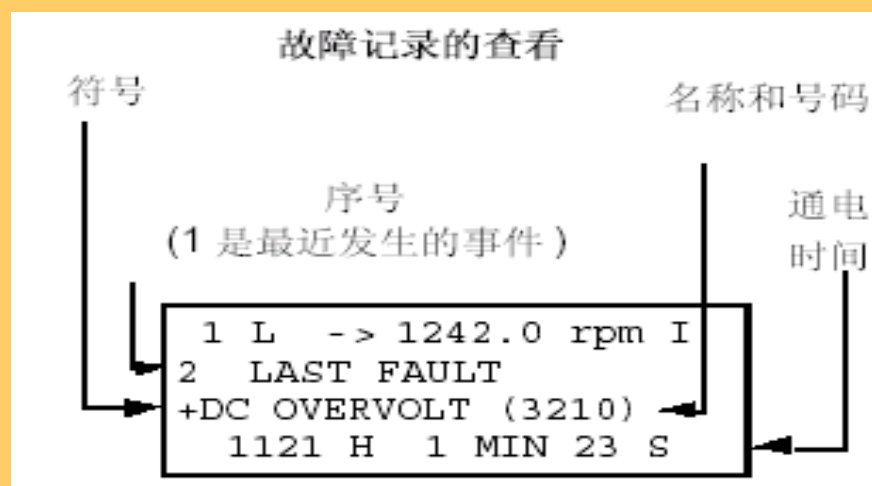 故障记录的查看
符号
名称和号码
序号
(1 是最近发生的事件 )
通电
时间
1 L -> 1242.0 rpm I
2 LAST FAULT
+DC OVERVOLT (3210)
1121 H 1 MIN 23 S